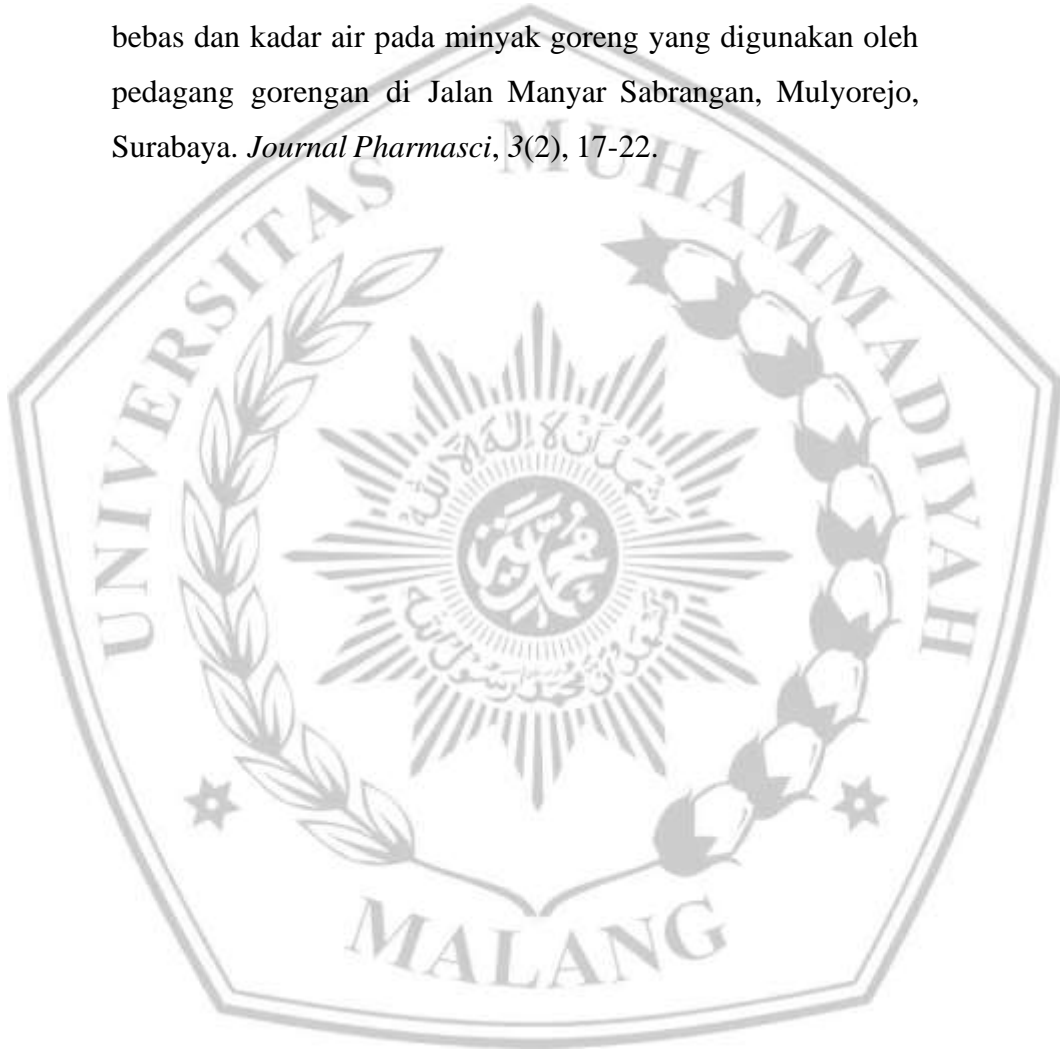 bebas dan kadar air pada minyak goreng yang digunakan oleh
pedagang gorengan di Jalan Manyar Sabrangan, Mulyorejo,
Surabaya. Journal Pharmasci, 3(2), 17-22.
UNIVERSITAS MUHAMMADIYAH
MALANG